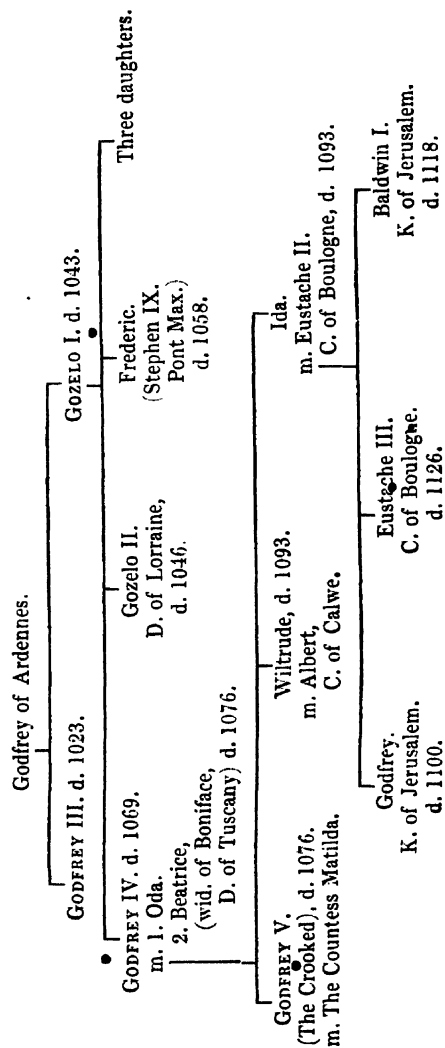 Godfrey of Ardennes.
GODFREY III. d. 1023.
GOZELO I. d. 1043.
GODFREY IV. d. 1069.
m. 1. Oda.
2. Beatrice,
(wid. of Boniface,
D. of Tuscany) d. 1076.
Gozelo II.
D. of Lorraine,
d. 1046.
Frederic.
(Stephen IX.
Pont Max.)
d. 1058.
Three daughters.
GODFREY V.
(The Crooked), d. 1076.
m. The Countess Matilda.
Wiltrude, d. 1093.
m. Albert,
C. of Calwe.
Ida.
m. Eustache II.
C. of Boulogne, d. 1093.
Godfrey.
K. of Jerusalem.
d. 1100.
Eustache III.
C. of Boulogne.
d. 1126.
Baldwin I.
K. of Jerusalem.
d. 1118.